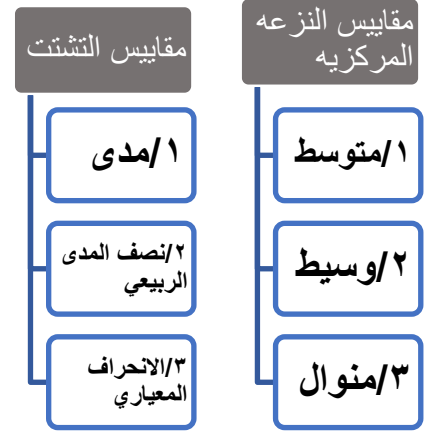 مقاييس النزعه
المركزيه
١/متوسط
٢/وسيط
٣/منوال
مقاييس التشتت
١/مدى
٢/نصف المدى
الربيعي
٣/الانحراف
المعياري